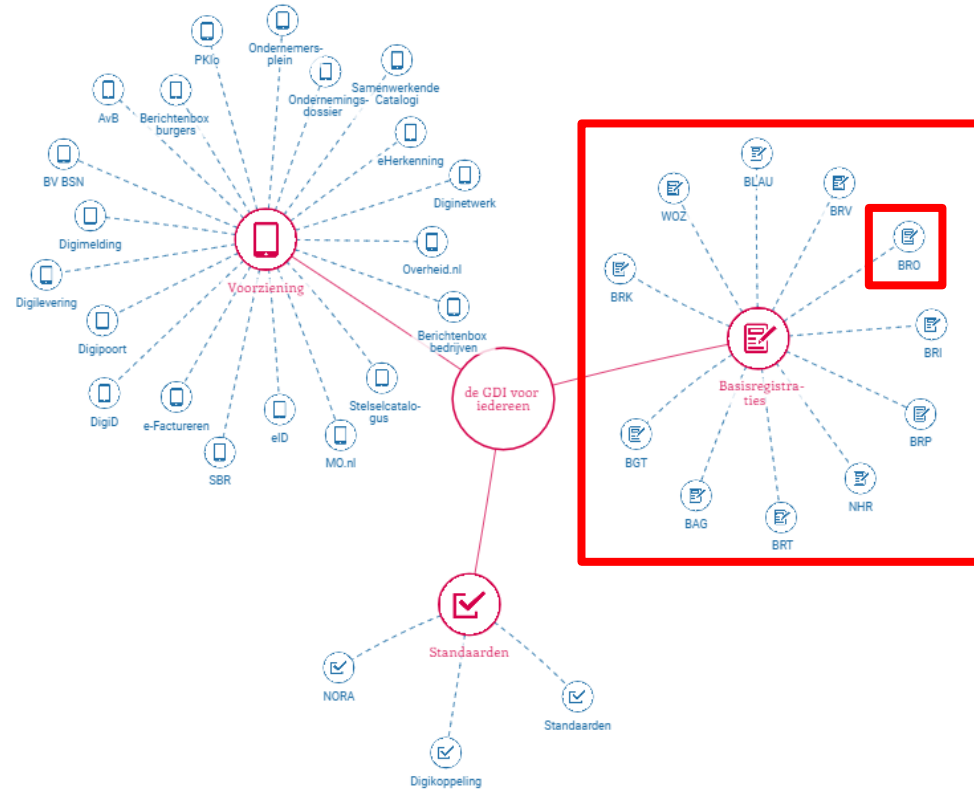 PKIo
Ondernemers-
plein
AvB
Berichtenbox
burgers
Ondernemings-
dossier
Samenwerkende
Catalogi
eHerkenning
BV BSN
Diginetwerk
Digimelding
Overheid.nl
Digilevering
Voorziening
Berichtenbox
bedrijven
Digipoort
DigiD
e-Factureren
SBR
eID
MO.nl
Stelselcatalo-
gus
de GDI voor
iedereen
BLAU
WOZ
BRV
BRO
BRK
BRI
Basisregistra-
ties
BRP
BGT
BAG
BRT
NHR
Standaarden
NORA
Standaarden
Digikoppeling